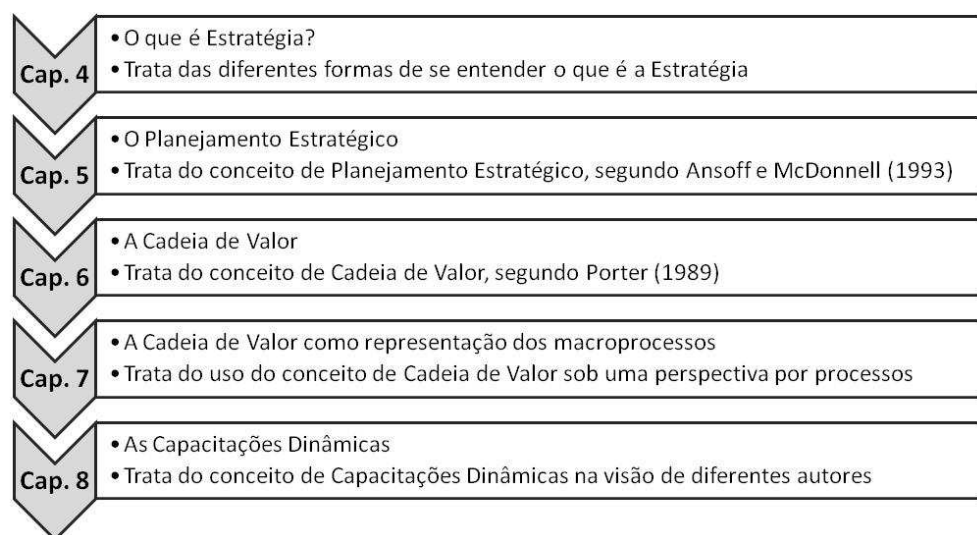 Cap. 4
• O que é Estratégia?
• Trata das diferentes formas de se entender o que é a Estratégia
Cap. 5
• O Planejamento Estratégico
• Trata do conceito de Planejamento Estratégico, segundo Ansoff e McDonnell (1993)
Cap. 6
• A Cadeia de Valor
• Trata do conceito de Cadeia de Valor, segundo Porter (1989)
Cap. 7
• A Cadeia de Valor como representação dos macroprocessos
• Trata do uso do conceito de Cadeia de Valor sob uma perspectiva por processos
Cap. 8
• As Capacitações Dinâmicas
• Trata do conceito de Capacitações Dinâmicas na visão de diferentes autores